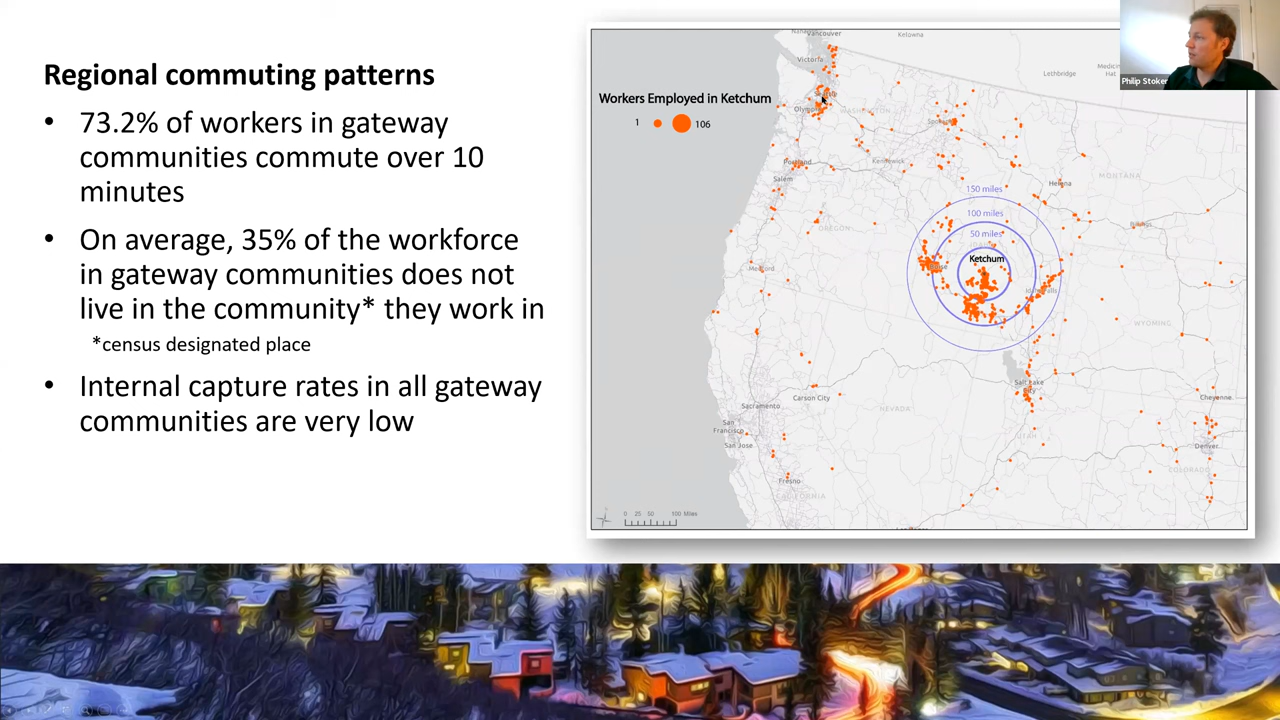 Regional commuting patterns
• 73.2% of workers in gateway
communities commute over 10
minutes
• On average, 35% of the workforce
in gateway communities does not
live in the community* they work in
*census designated place
• Internal capture rates in all gateway
communities are very low
Workers Employed in Ketchum
1 106
Vancouver
Kelowna
Victoria
Lethbridge
Philip Stoker
WASHINGTON
Kennewick
Portland
Salem
Helena
MONTANA
150 miles
100 miles
50 miles
Ketchum
OREGON
Medford
Billings
WYOMING
Salt Lake
City
Cheyenne
Carson City
NEVADA
Sacramento
San
Francisco
San Jose
UTAH
Denver
COLORADO
Fresno
CALIFORNIA
0 25 50 100 Miles